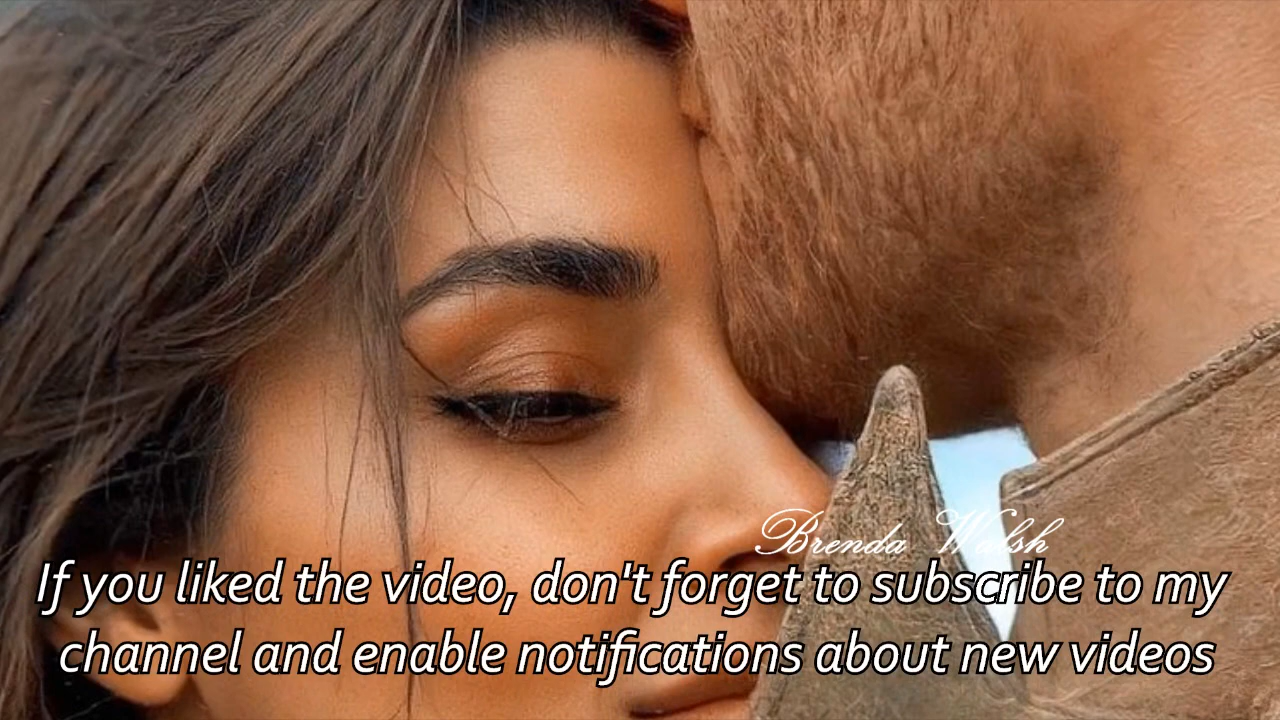 Brenda Walsh
If you liked the video, don't forget to subscribe to my
channel and enable notifications about new videos